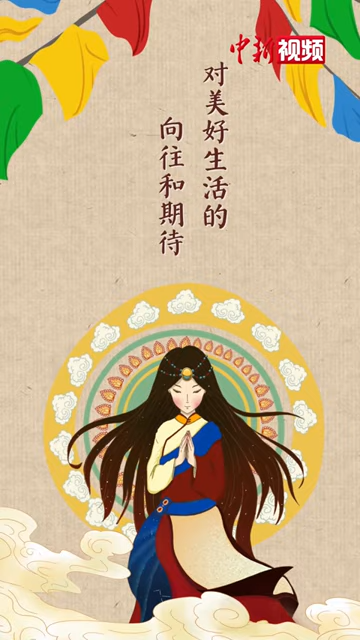 中新视频
对美好生活的
向往和期待